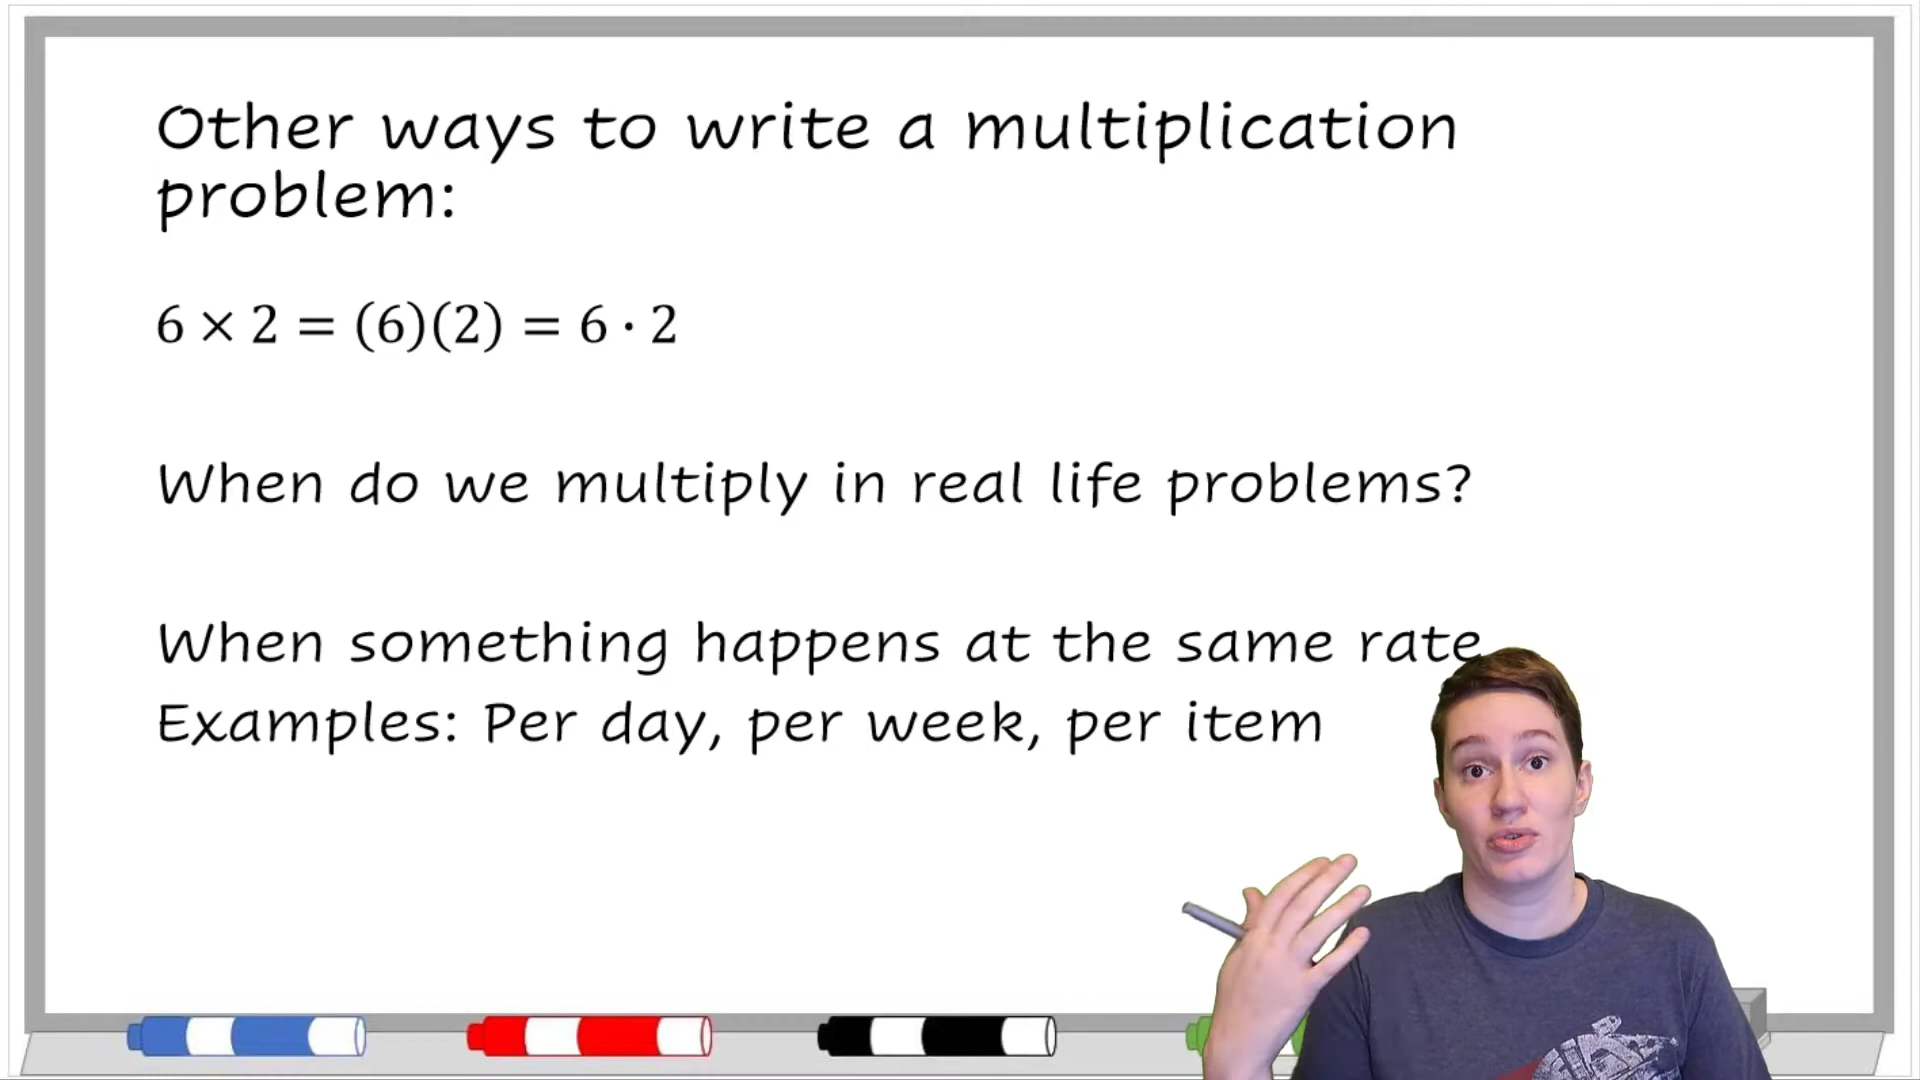 Other ways to write a multiplication
problem:
6 × 2 = (6)(2) = 6 · 2
When do we multiply in real life problems?
When something happens at the same rate
Examples: Per day, per week, per item